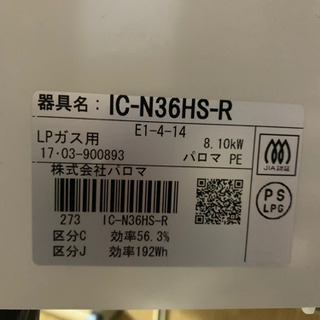 器具名：IC-N36HS-R
E1-4-14
LPガス用 8.10kW
17・03-900893 パロマ PE
株式会社パロマ
JIA認証
PS
LPG
273 IC-N36HS-R
区分C 効率56.3%
区分J 効率192Wh